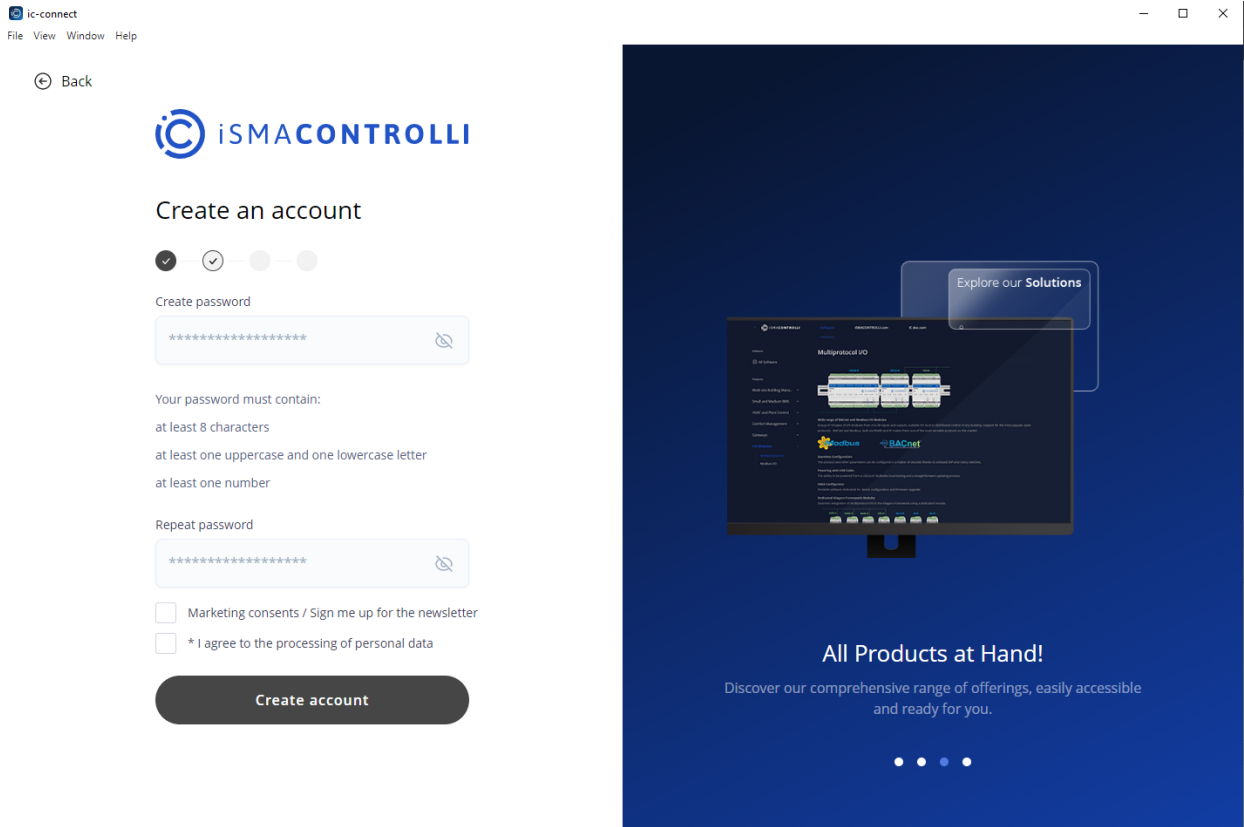 ic-connect
File View Window Help
Back
iSMACONTROLLI
Create an account
Create password
******************
Your password must contain:
at least 8 characters
at least one uppercase and one lowercase letter
at least one number
Repeat password
******************
Marketing consents / Sign me up for the newsletter
* I agree to the processing of personal data
Create account
Explore our Solutions
iSMACONTROLLI
Multiprotocol I/O
Modbus
BACnet
All Products at Hand!
Discover our comprehensive range of offerings, easily accessible
and ready for you.